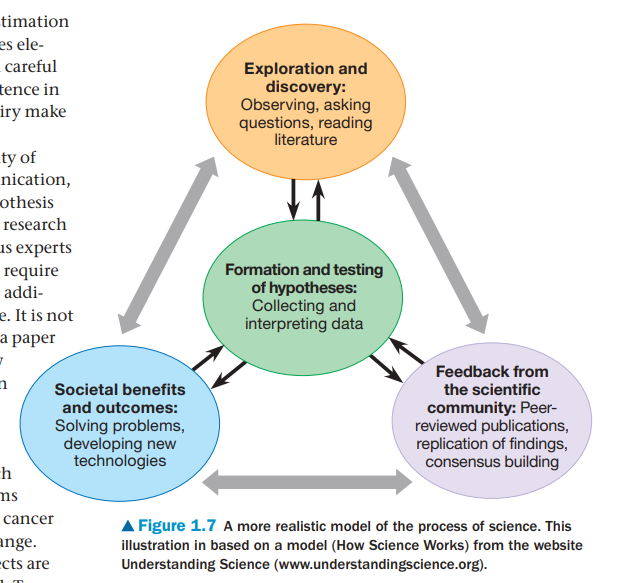 stimation
es ele-
careful
tence in
iry make
ty of
nication,
othesis
research
us experts
require
addi-
e. It is not
a paper
n
ch
ms
cancer
ange.
ects are
Exploration and
discovery:
Observing, asking
questions, reading
literature
Formation and testing
of hypotheses:
Collecting and
interpreting data
Societal benefits
and outcomes:
Solving problems,
developing new
technologies
Feedback from
the scientific
community: Peer-
reviewed publications,
replication of findings,
consensus building
▲ Figure 1.7 A more realistic model of the process of science. This
illustration in based on a model (How Science Works) from the website
Understanding Science (www.understandingscience.org).